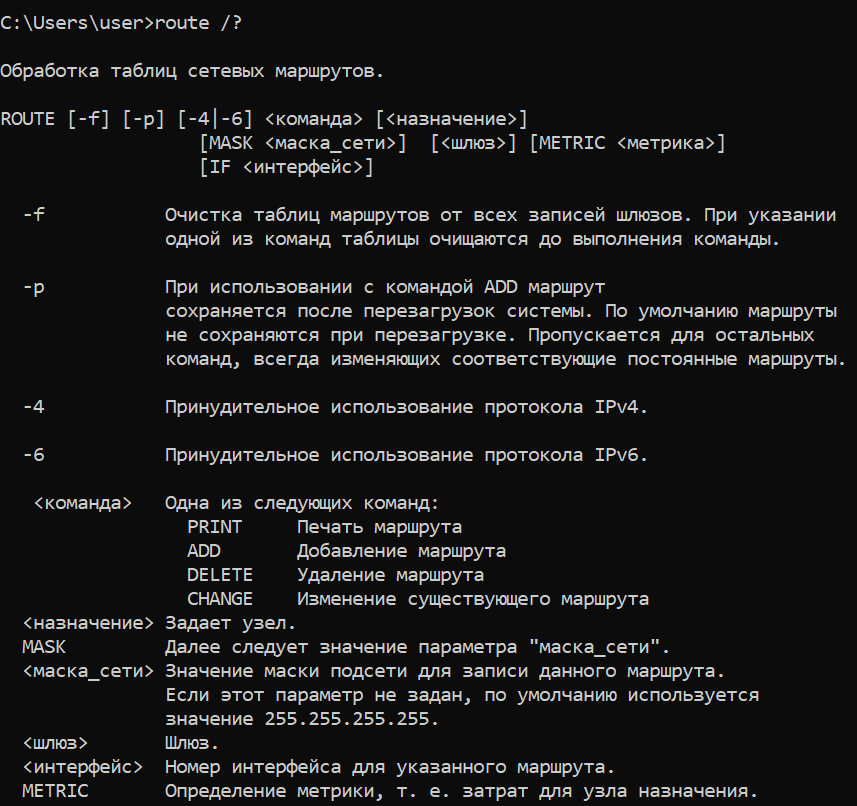 C:\Users\user>route /?
Обработка таблиц сетевых маршрутов.
ROUTE [-f] [-p] [-4|-6] <команда> [<назначение>]
[MASK <маска_сети>]  [<шлюз>] [METRIC <метрика>]
[IF <интерфейс>]
-f Очистка таблиц маршрутов от всех записей шлюзов. При указании
одной из команд таблицы очищаются до выполнения команды.
-p При использовании с командой ADD маршрут
сохраняется после перезагрузок системы. По умолчанию маршруты
не сохраняются при перезагрузке. Пропускается для остальных
команд, всегда изменяющих соответствующие постоянные маршруты.
-4 Принудительное использование протокола IPv4.
-6 Принудительное использование протокола IPv6.
<команда> Одна из следующих команд:
PRINT Печать маршрута
ADD Добавление маршрута
DELETE Удаление маршрута
CHANGE Изменение существующего маршрута
<назначение> Задает узел.
MASK Далее следует значение параметра "маска_сети".
<маска_сети> Значение маски подсети для записи данного маршрута.
Если этот параметр не задан, по умолчанию используется
значение 255.255.255.255.
<шлюз> Шлюз.
<интерфейс> Номер интерфейса для указанного маршрута.
METRIC Определение метрики, т. е. затрат для узла назначения.